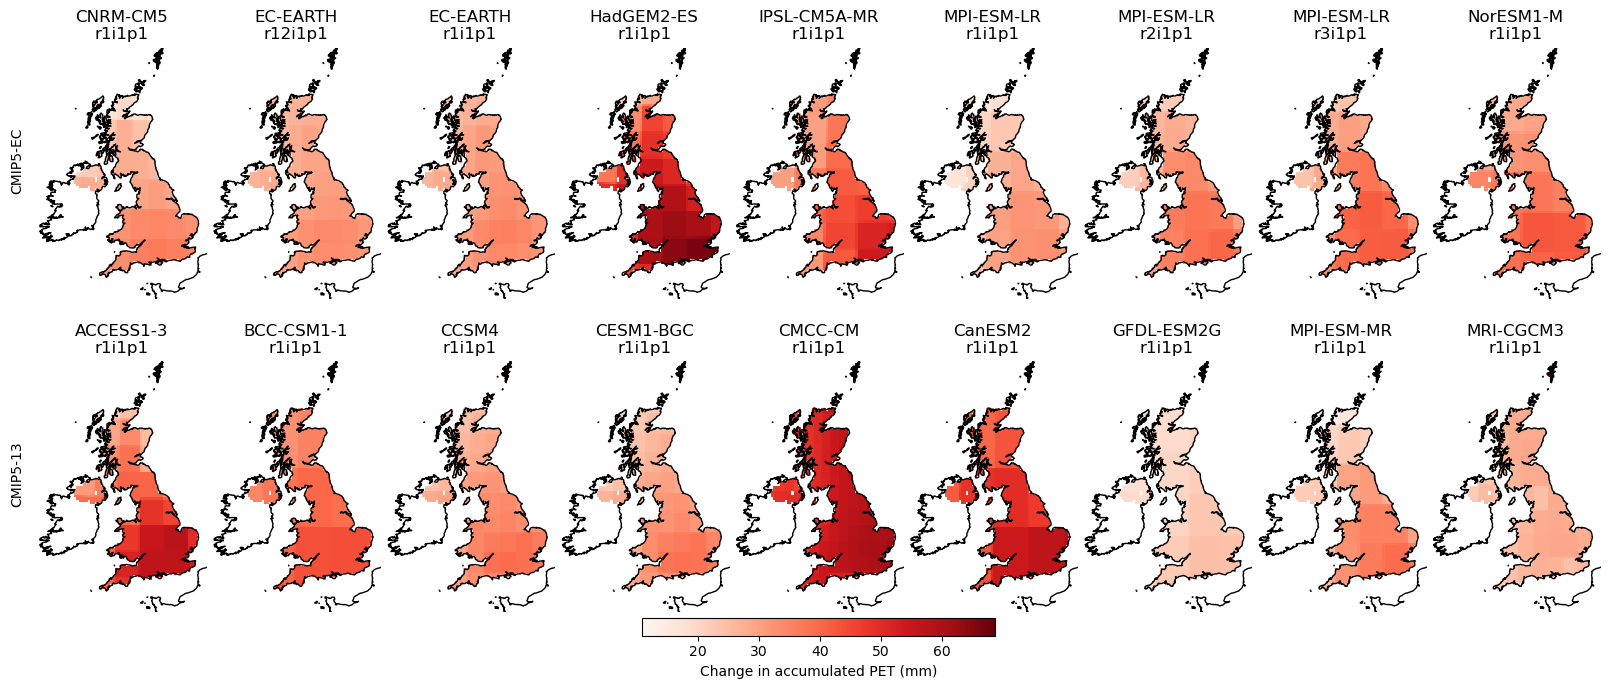 CNRM-CM5
r1i1p1
EC-EARTH
r12i1p1
EC-EARTH
r1i1p1
HadGEM2-ES
r1i1p1
IPSL-CM5A-MR
r1i1p1
MPI-ESM-LR
r1i1p1
MPI-ESM-LR
r2i1p1
MPI-ESM-LR
r3i1p1
NorESM1-M
r1i1p1
CMIP5-EC
ACCESS1-3
r1i1p1
BCC-CSM1-1
r1i1p1
CCSM4
r1i1p1
CESM1-BGC
r1i1p1
CMCC-CM
r1i1p1
CanESM2
r1i1p1
GFDL-ESM2G
r1i1p1
MPI-ESM-MR
r1i1p1
MRI-CGCM3
r1i1p1
CMIP5-13
20 30 40 50 60
Change in accumulated PET (mm)